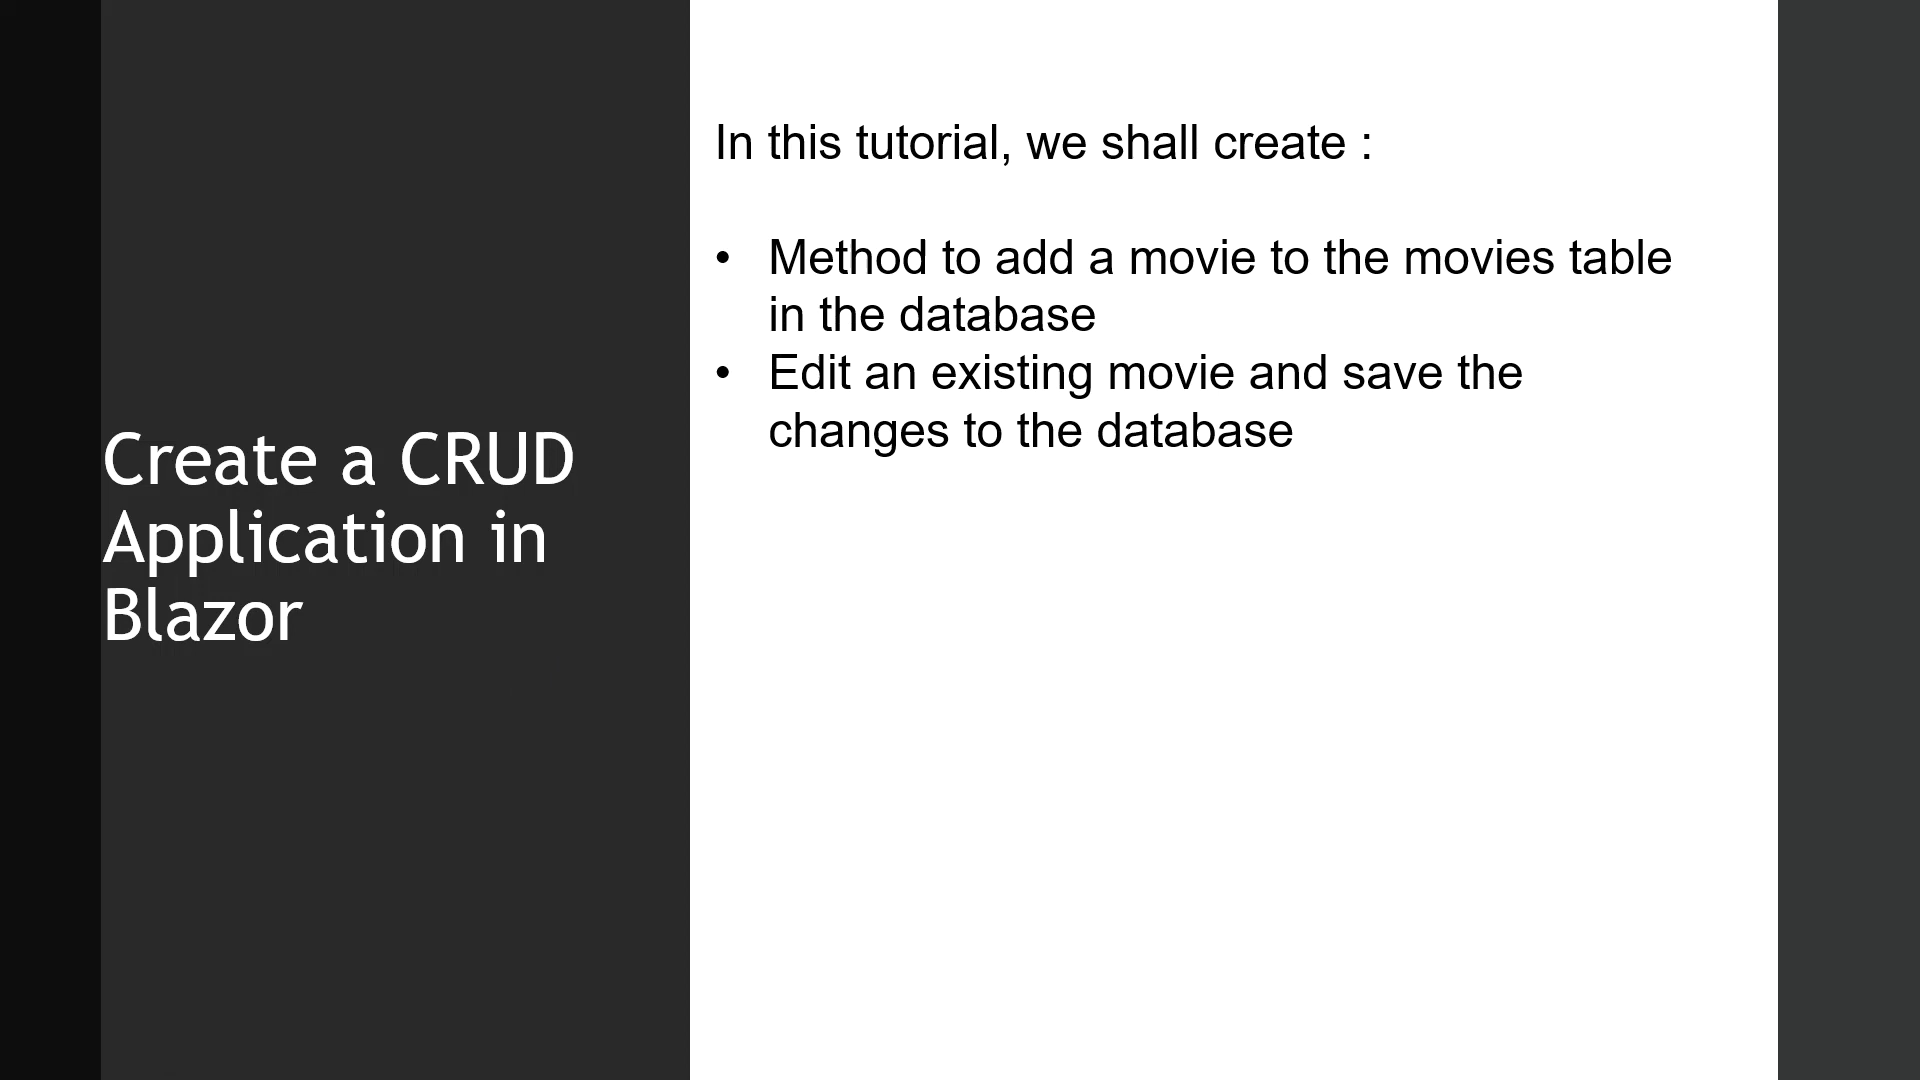 Create a CRUD
Application in
Blazor
In this tutorial, we shall create :
• Method to add a movie to the movies table
in the database
• Edit an existing movie and save the
changes to the database